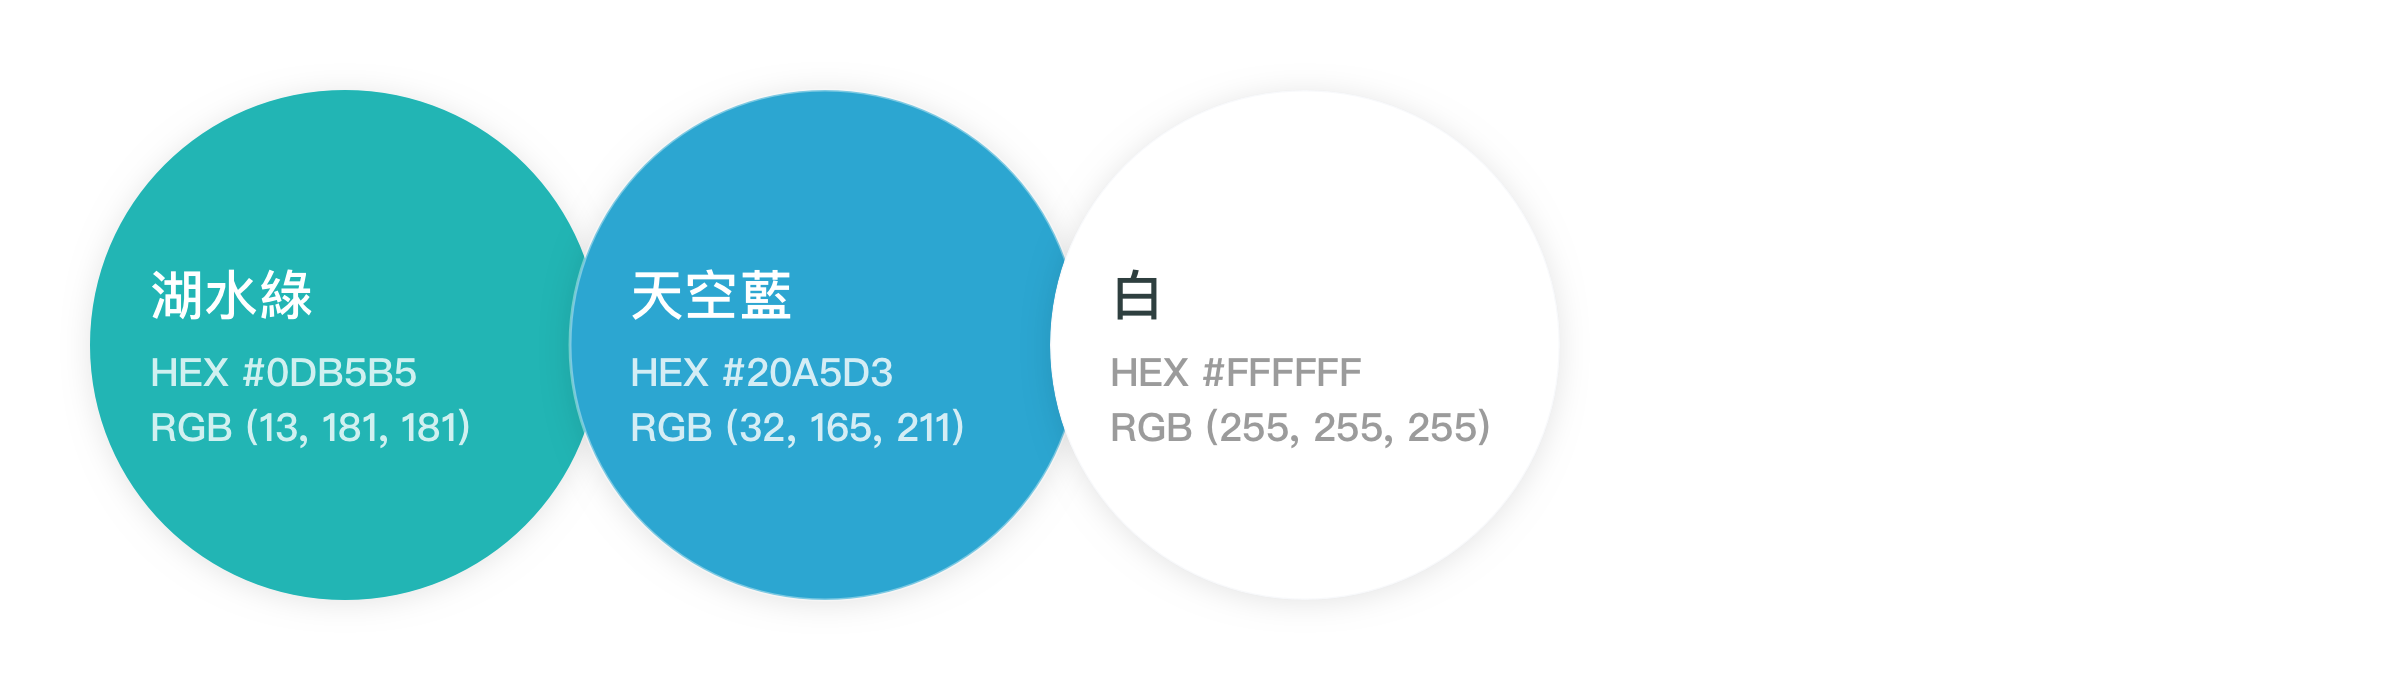 湖水綠
HEX #0DB5B5
RGB (13, 181, 181)
天空藍
HEX #20A5D3
RGB (32, 165, 211)
白
HEX #FFFFFF
RGB (255, 255, 255)